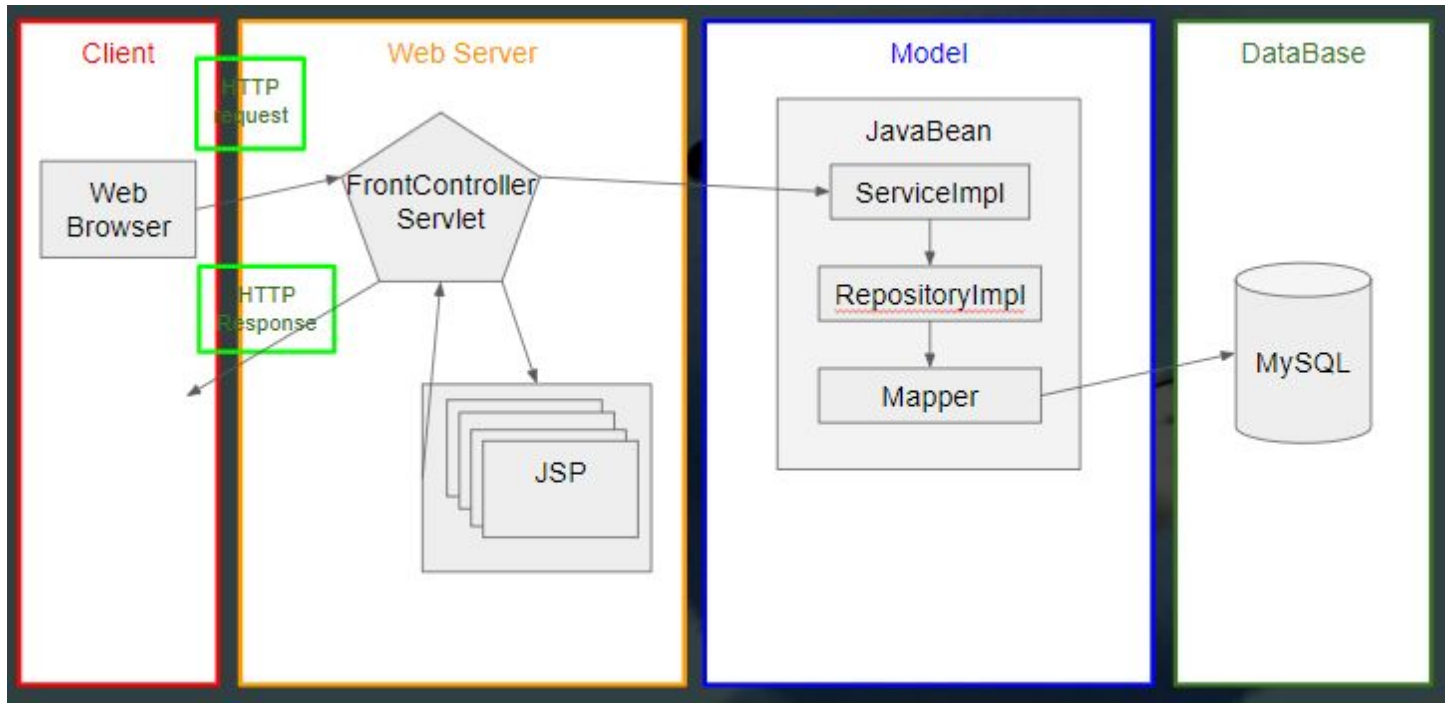 Client
Web Server
Model
DataBase
HTTP
request
Web
Browser
FrontController
Servlet
HTTP
Response
JSP
JavaBean
ServiceImpl
RepositoryImpl
Mapper
MySQL